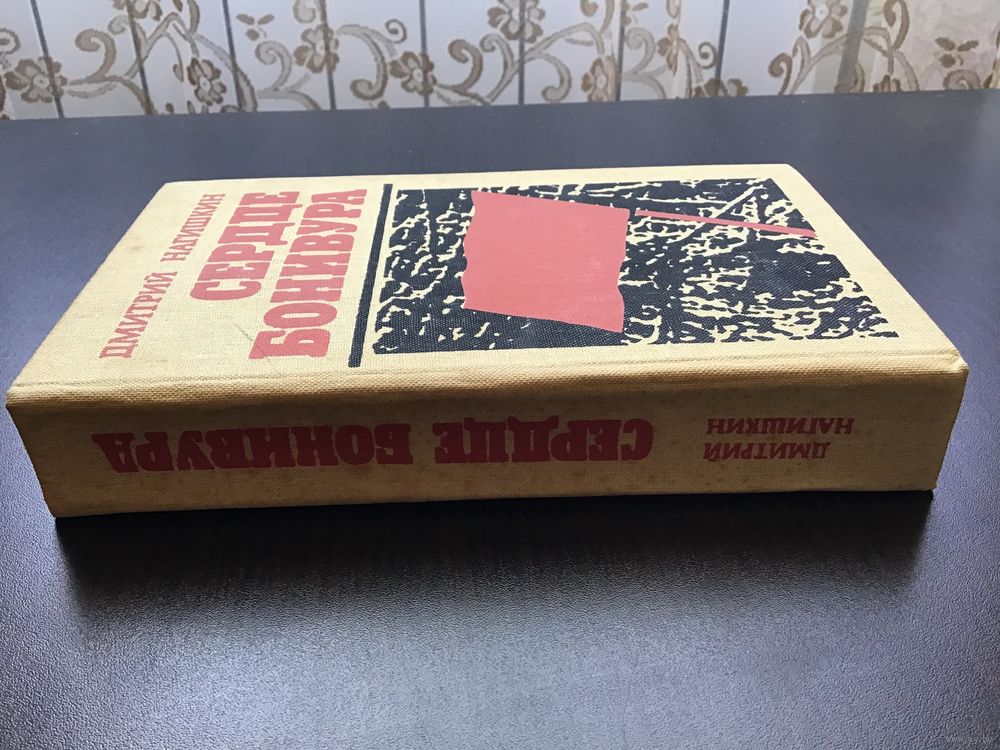 ДМИТРИЙ НАГИШКИН
СЕРДЦЕ
БОНИВУРА
ДМИТРИЙ
НАГИШКИН
СЕРДЦЕ БОНИВУРА